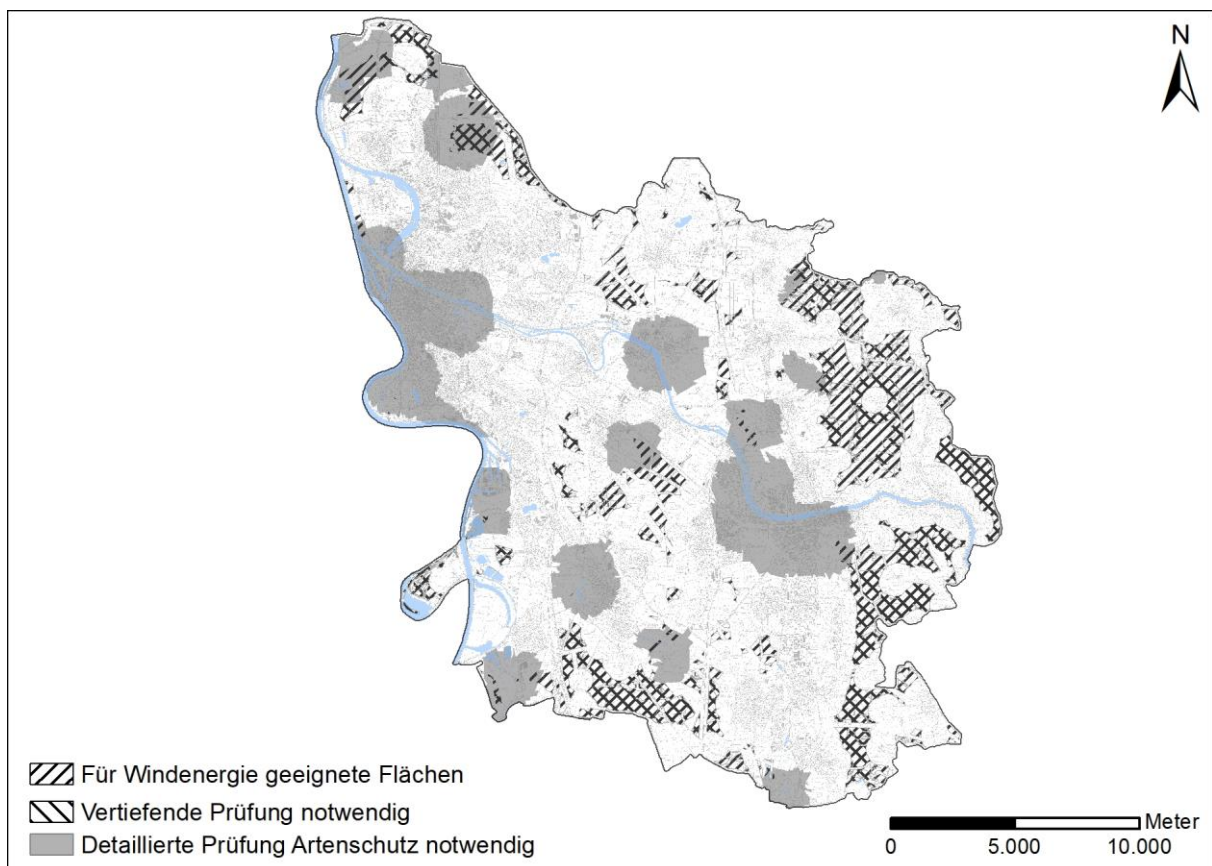 N
Für Windenergie geeignete Flächen
Vertiefende Prüfung notwendig
Detaillierte Prüfung Artenschutz notwendig
Meter
0 5.000 10.000